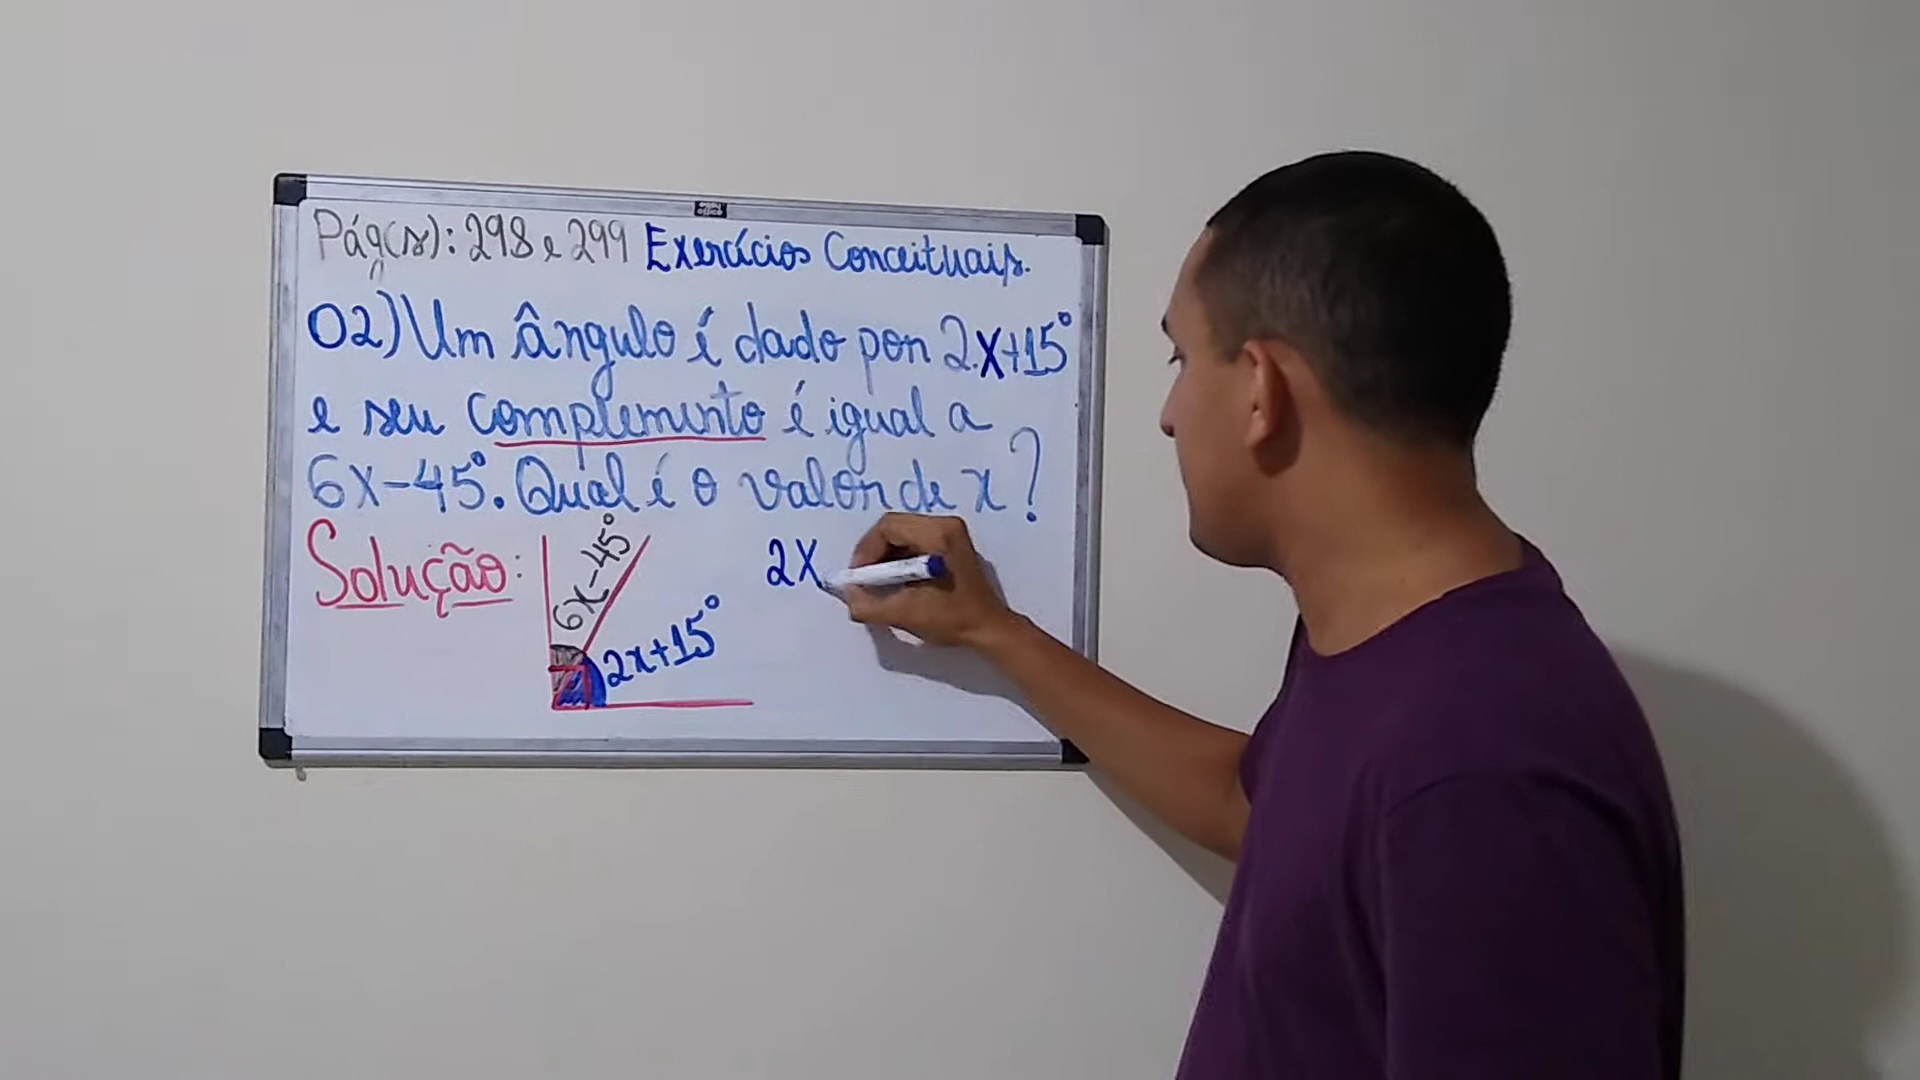 Pág(s): 298 e 299 Exercícios Conceituais.
02) Um ângulo é dado por 2.x+15°
e seu complemento é igual a
6x-45°. Qual é o valor de x?
Solução:
6x-45°
2x+15°
2x